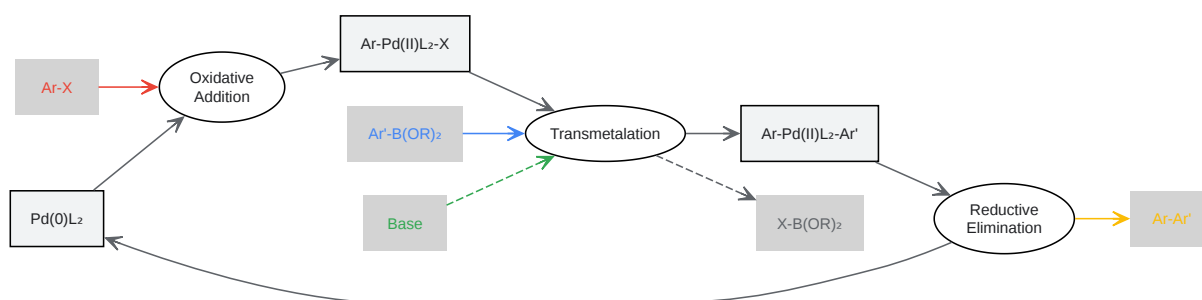 Ar-Pd(II)L₂-X
Oxidative
Addition
Ar-X
Ar'-B(OR)₂
Transmetalation
Ar-Pd(II)L₂-Ar'
Pd(0)L₂
Base
X-B(OR)₂
Reductive
Elimination
Ar-Ar'